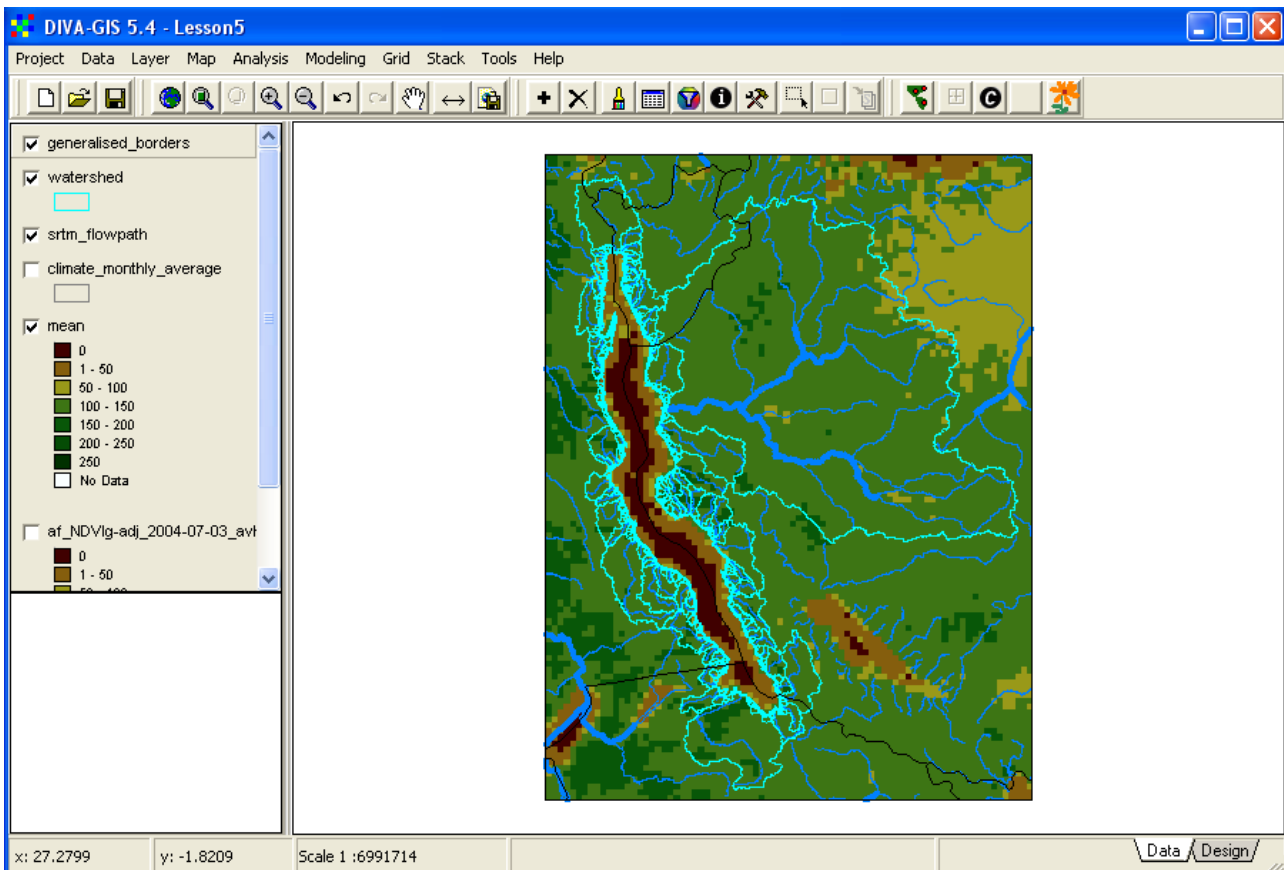 DIVA-GIS 5.4 - Lesson5
Project Data Layer Map Analysis Modeling Grid Stack Tools Help
generalised_borders
watershed
srtm_flowpath
climate_monthly_average
mean
0
1 - 50
50 - 100
100 - 150
150 - 200
200 - 250
250
No Data
af_NDVIg-adj_2004-07-03_avh
0
1 - 50
x: 27.2799 y: -1.8209 Scale 1 :6991714 Data Design